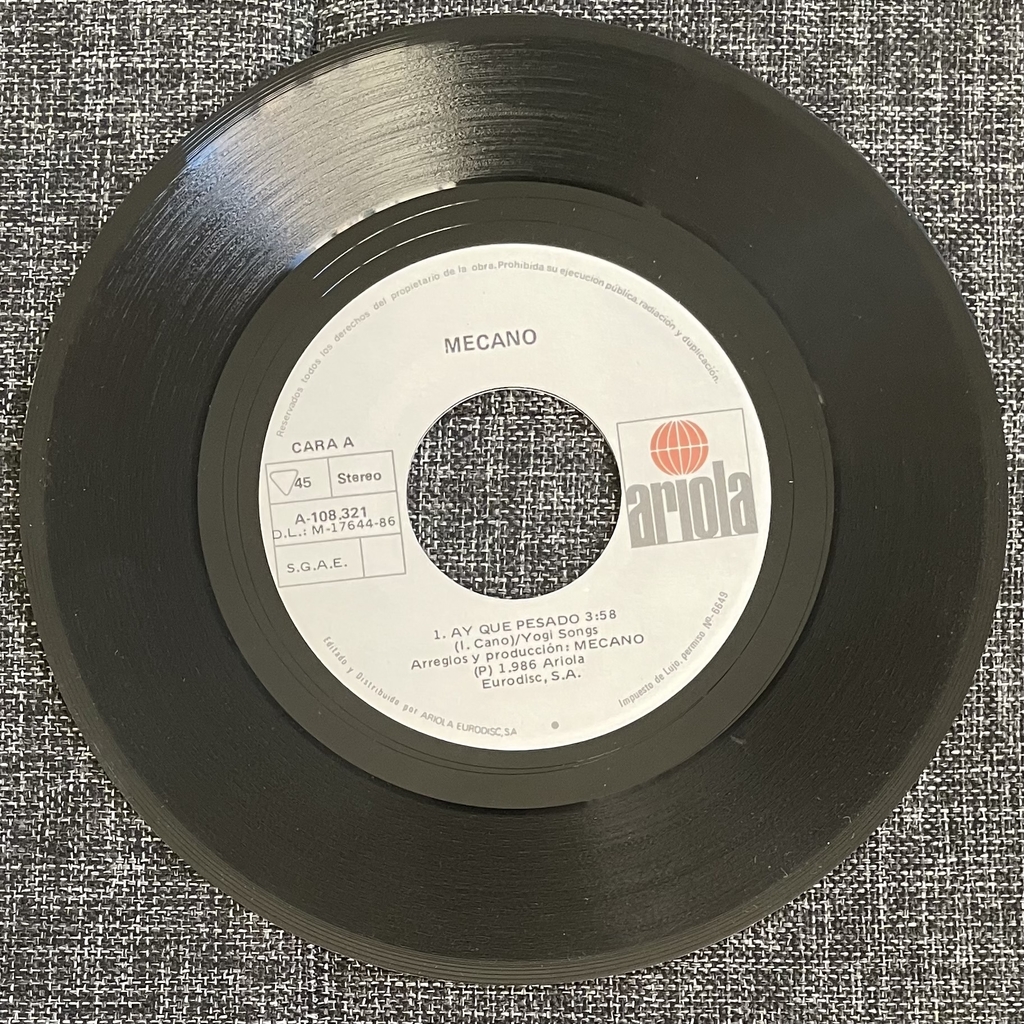 Reservados todos los derechos del propietario de la obra. Prohibida su ejecución pública, radiación y duplicación.
MECANO
CARA A
45 Stereo
A-108.321
D.L.: M-17644-86
S.G.A.E.
ariola
1. AY QUE PESADO 3:58
(I. Cano)/Yogi Songs
Arreglos y producción: MECANO
(P) 1.986 Ariola
Eurodisc, S.A.
Editado y Distribuido por ARIOLA EURODISC, S.A
Impuesto de Lujo, permiso Nº 6649